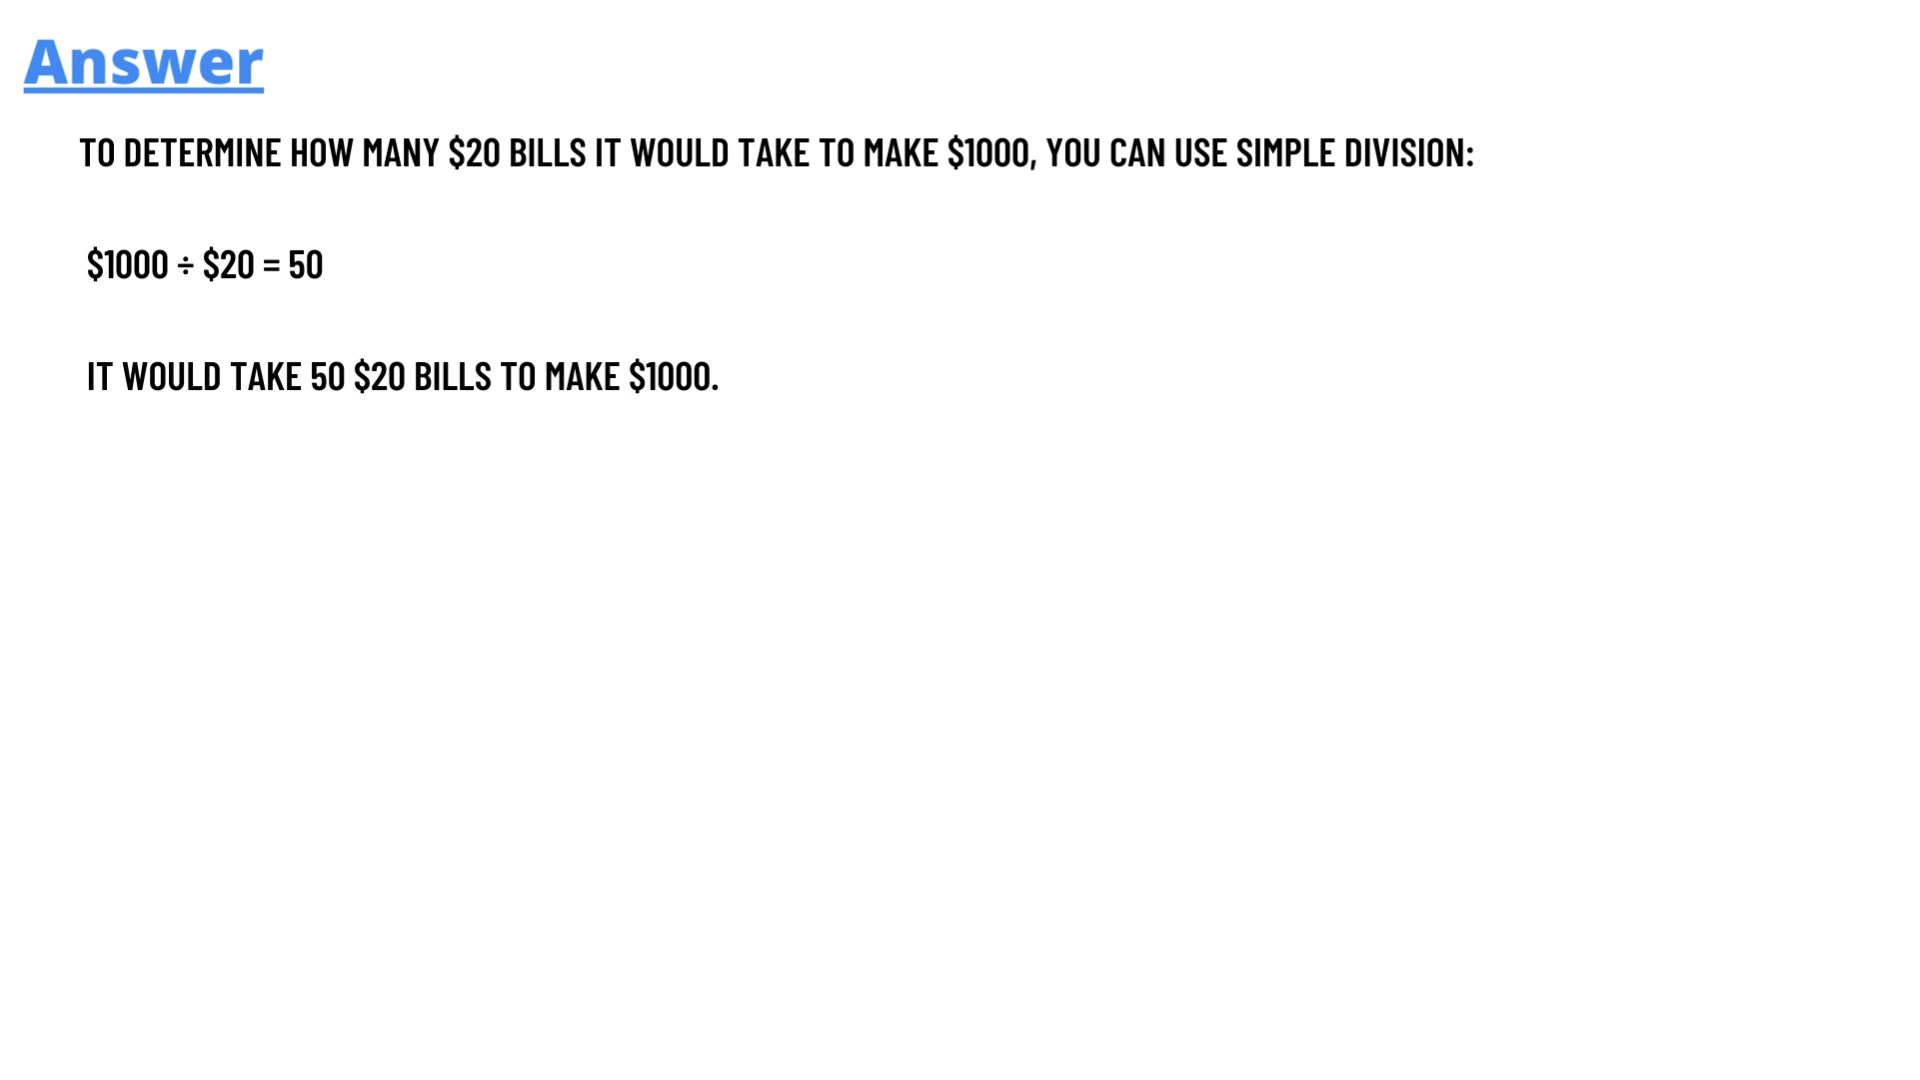 Answer
TO DETERMINE HOW MANY $20 BILLS IT WOULD TAKE TO MAKE $1000, YOU CAN USE SIMPLE DIVISION:
$1000 ÷ $20 = 50
IT WOULD TAKE 50 $20 BILLS TO MAKE $1000.